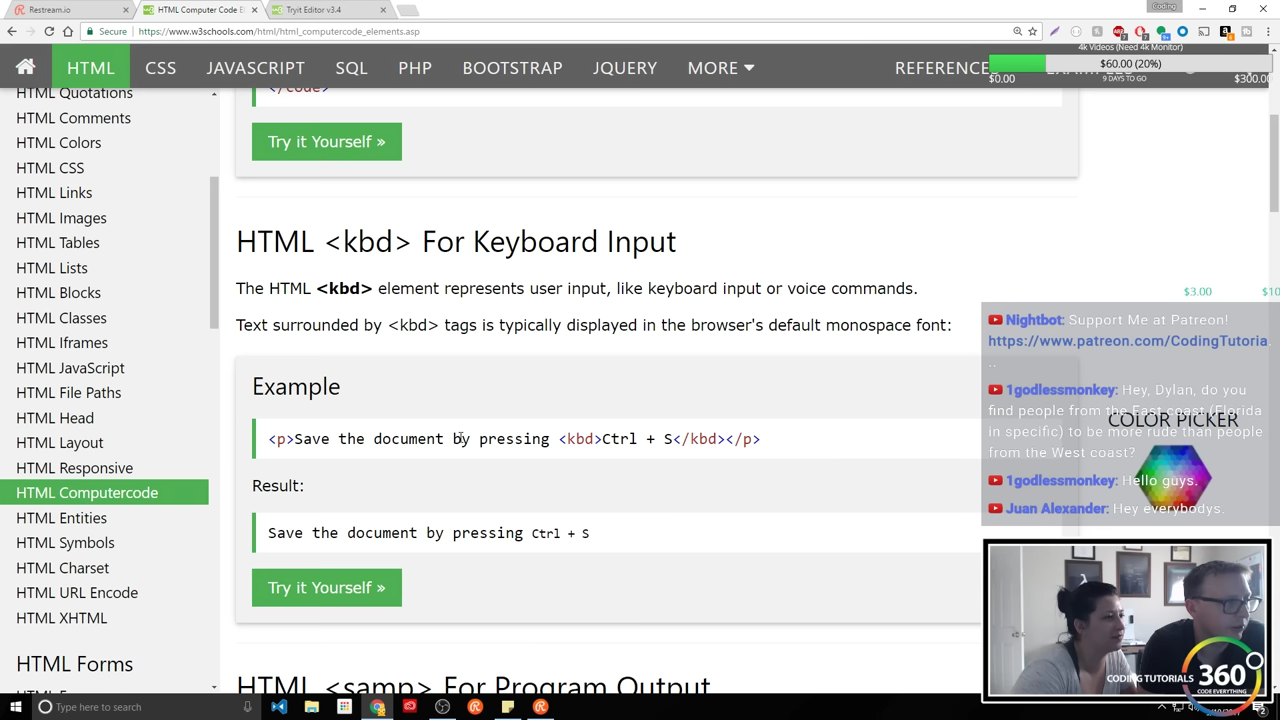 Restream.io
HTML Computer Code E
Tryit Editor v3.4
Coding
Secure
https://www.w3schools.com/html/html_computercode_elements.asp
HTML
CSS
JAVASCRIPT
SQL
PHP
BOOTSTRAP
JQUERY
MORE
REFERENCE
4k Videos (Need 4k Monitor)
$60.00 (20%)
$0.00
9 DAYS TO GO
$300.00
HTML Quotations
HTML Comments
HTML Colors
HTML CSS
HTML Links
HTML Images
HTML Tables
HTML Lists
HTML Blocks
HTML Classes
HTML Iframes
HTML JavaScript
HTML File Paths
HTML Head
HTML Layout
HTML Responsive
HTML Computercode
HTML Entities
HTML Symbols
HTML Charset
HTML URL Encode
HTML XHTML
HTML Forms
</code>
Try it Yourself »
HTML <kbd> For Keyboard Input
The HTML <kbd> element represents user input, like keyboard input or voice commands.
Text surrounded by <kbd> tags is typically displayed in the browser's default monospace font:
Example
<p>Save the document by pressing <kbd>Ctrl + S</kbd></p>
Result:
Save the document by pressing Ctrl + S
Try it Yourself »
HTML <samp> For Program Output
$3.00
$10
Nightbot: Support Me at Patreon!
https://www.patreon.com/CodingTutoria
..
1godlessmonkey: Hey, Dylan, do you
find people from the East coast (Florida
in specific) to be more rude than people
from the West coast?
COLOR PICKER
1godlessmonkey: Hello guys.
Juan Alexander: Hey everybodys.
CODING TUTORIALS 360°
CODE EVERYTHING
Type here to search